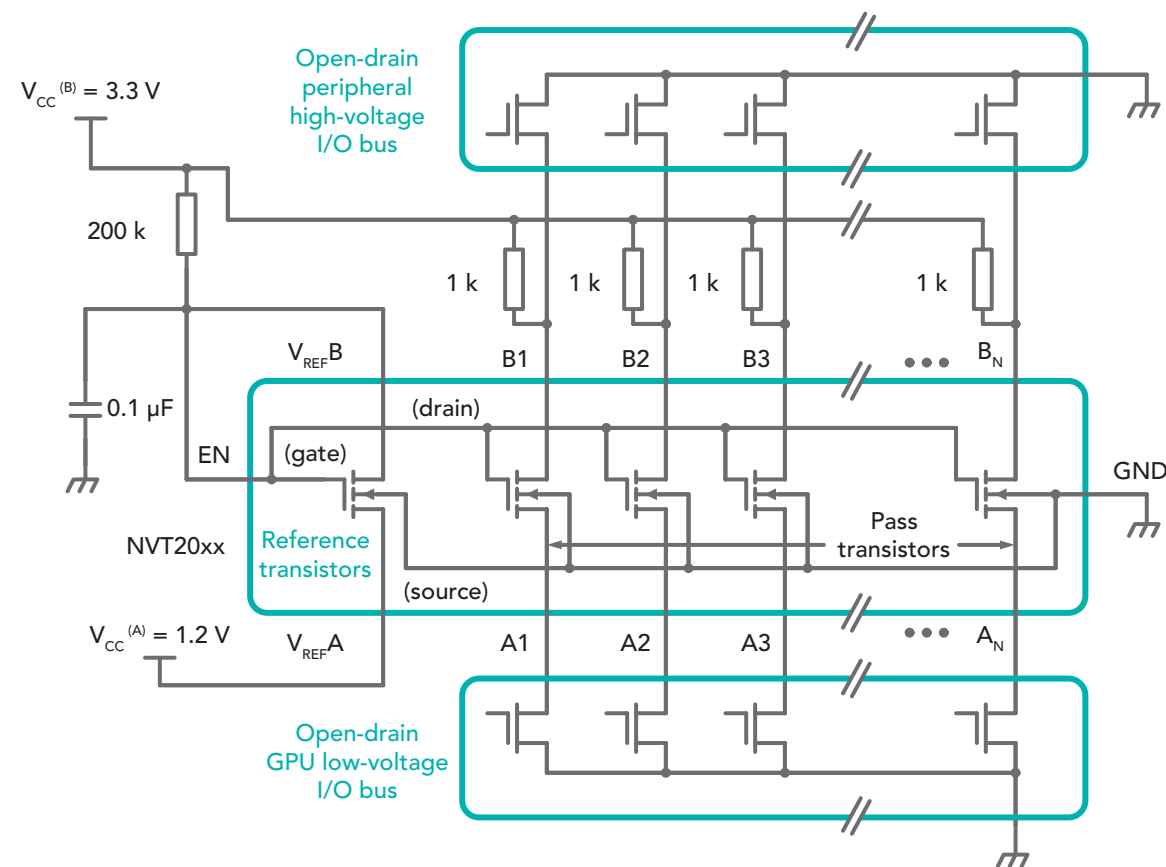 Open-drain
peripheral
high-voltage
I/O bus
V_CC^(B) = 3.3 V
200 k
1 k
1 k
1 k
1 k
V_REF B
B1
B2
B3
B_N
0.1 µF
(drain)
EN
(gate)
GND
NVT20xx
Reference
transistors
Pass
transistors
(source)
V_CC^(A) = 1.2 V
V_REF A
A1
A2
A3
A_N
Open-drain
GPU low-voltage
I/O bus